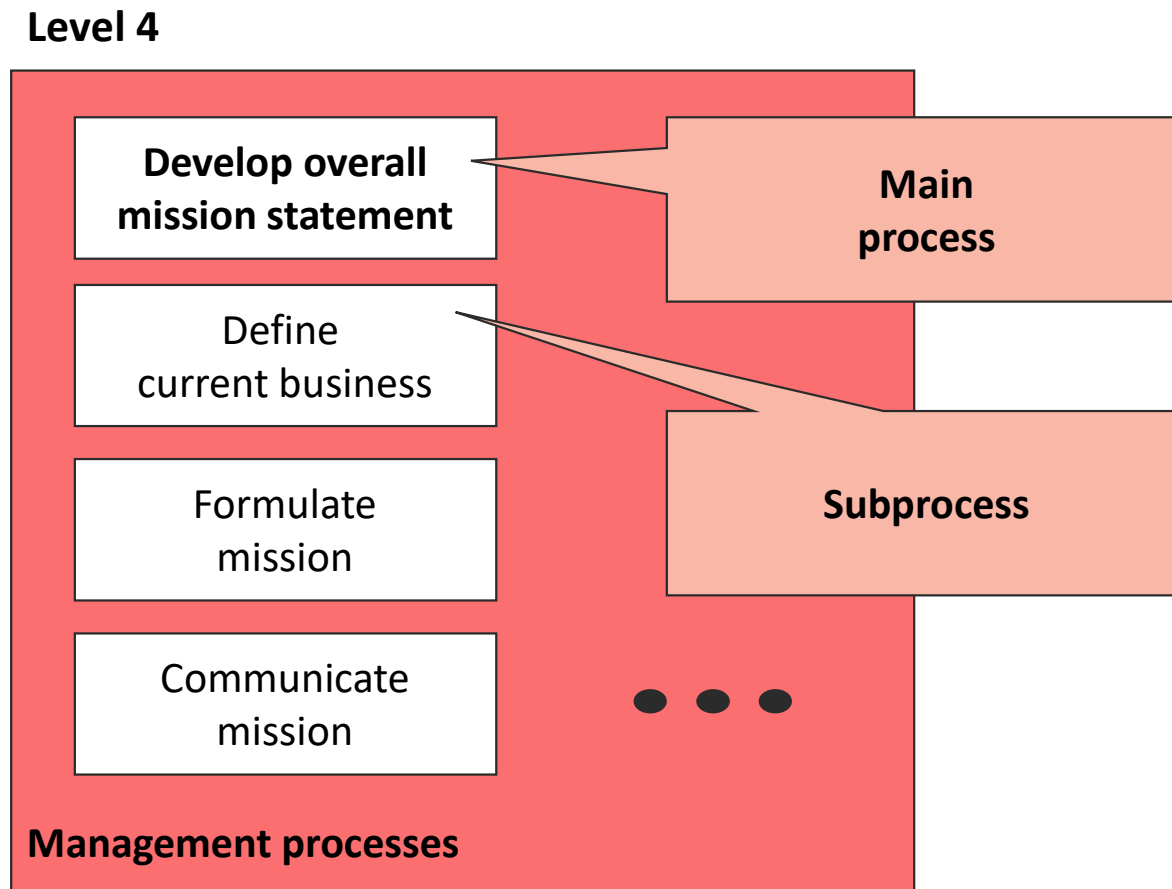 Level 4
Develop overall
mission statement
Main
process
Define
current business
Subprocess
Formulate
mission
Communicate
mission
Management processes